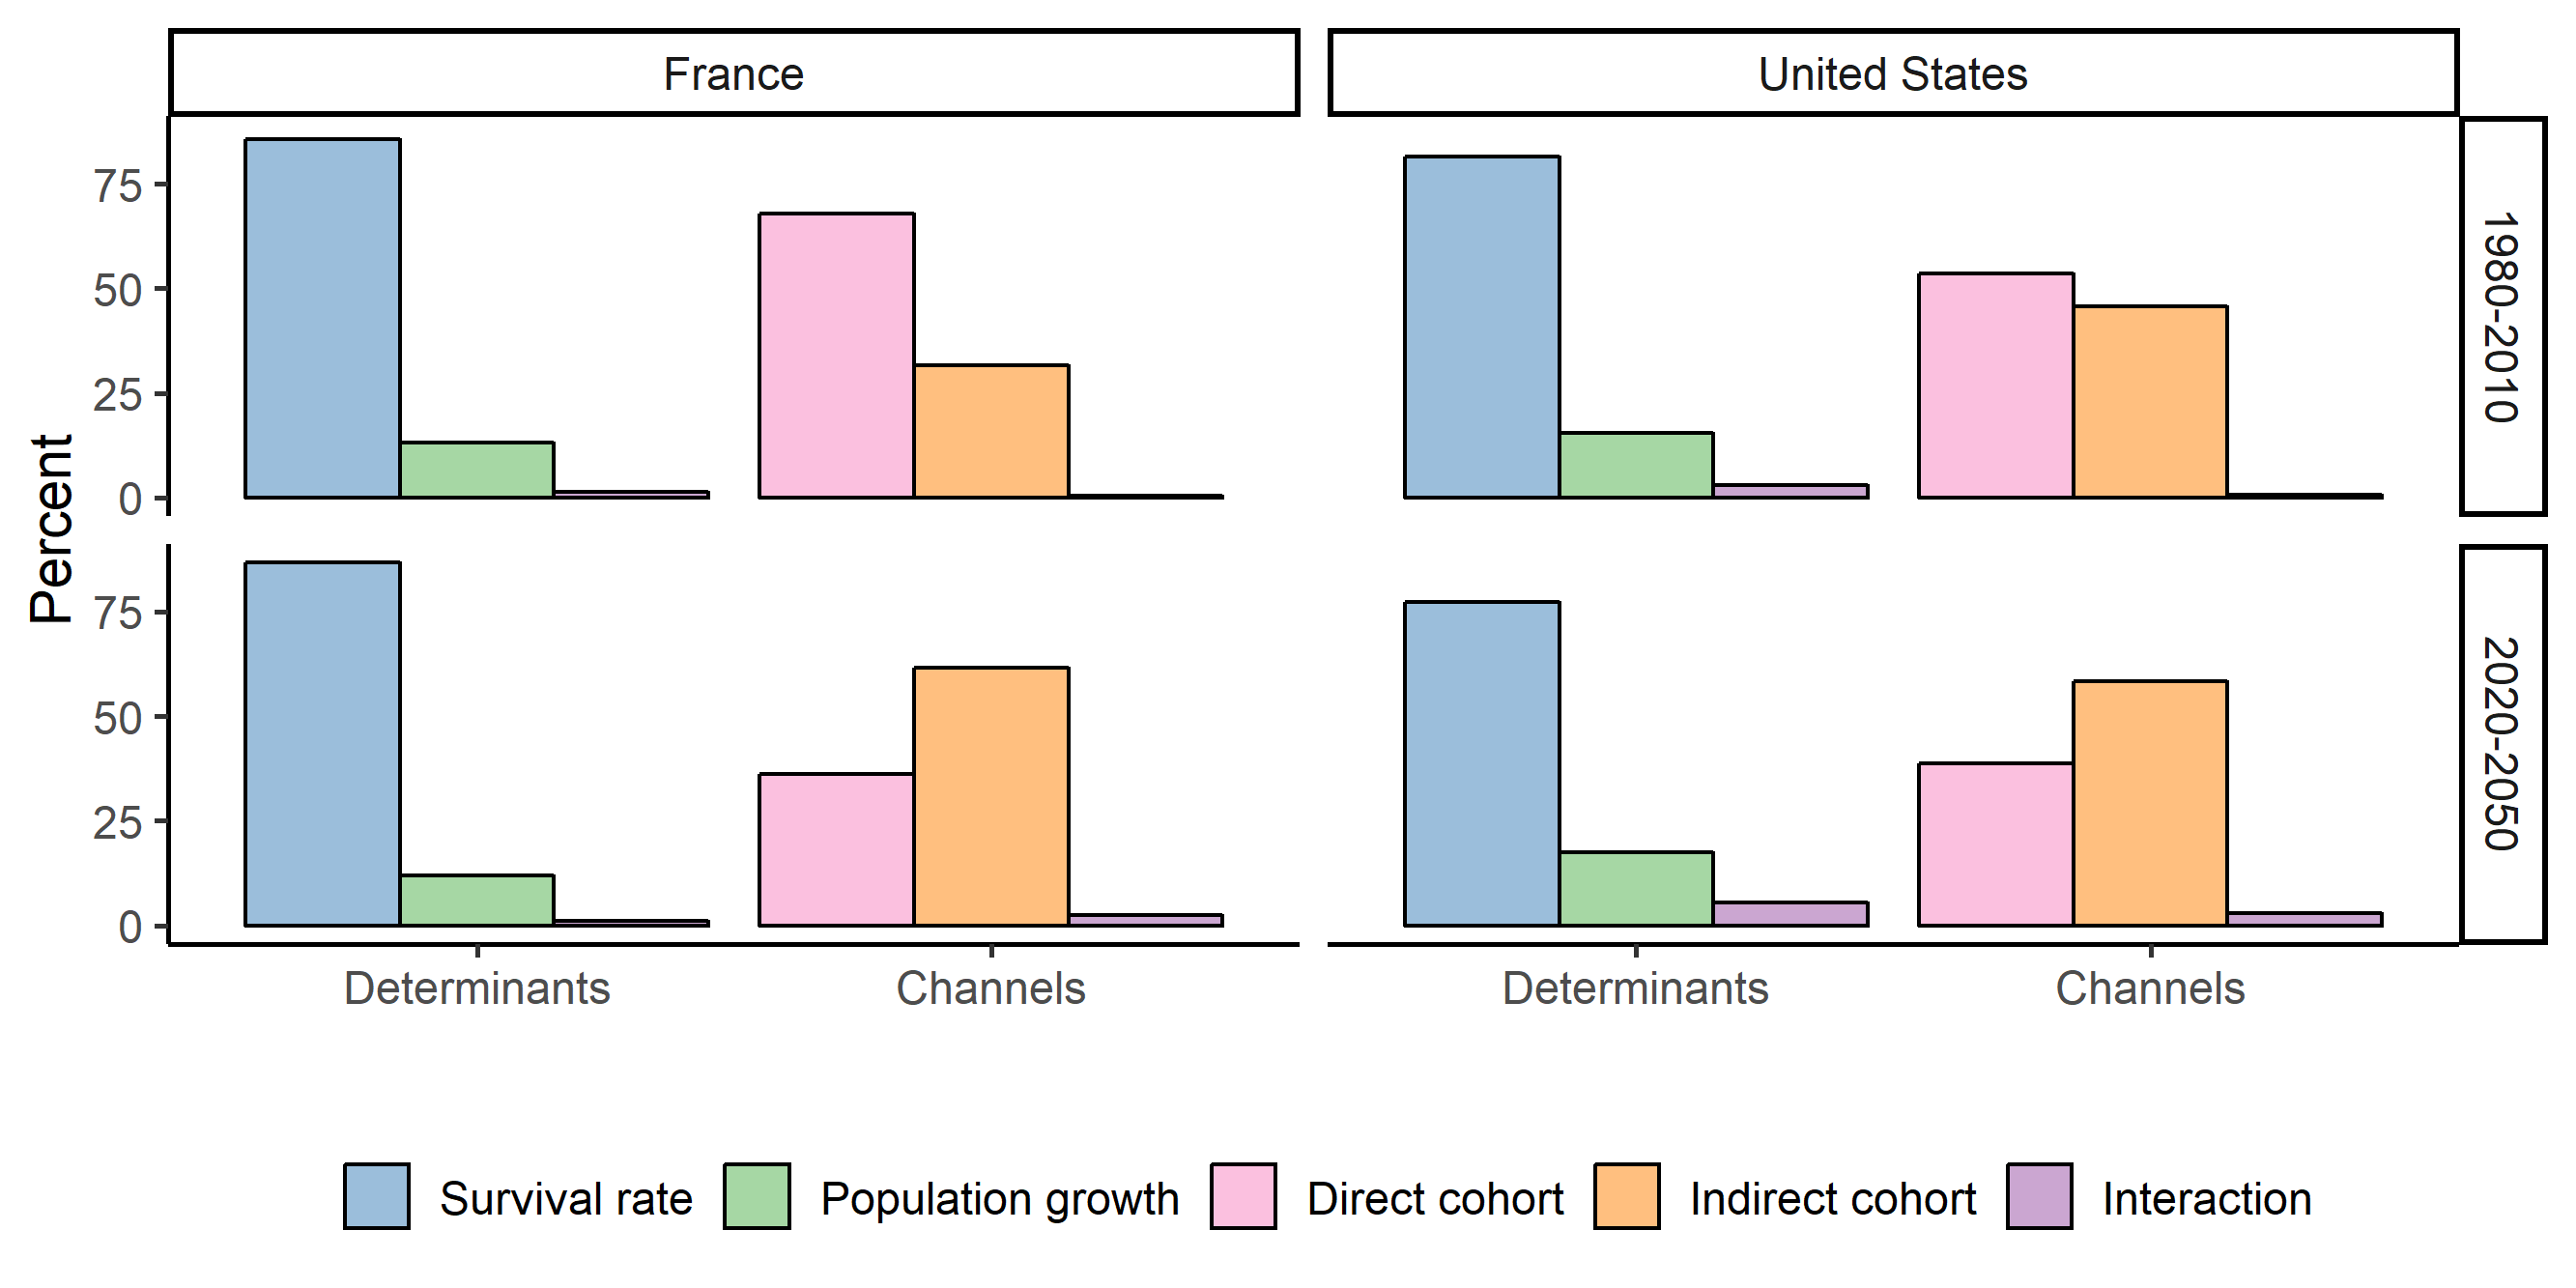 France
United States
Percent
75
50
25
0
1980-2010
75
50
25
0
2020-2050
Determinants
Channels
Determinants
Channels
Survival rate
Population growth
Direct cohort
Indirect cohort
Interaction